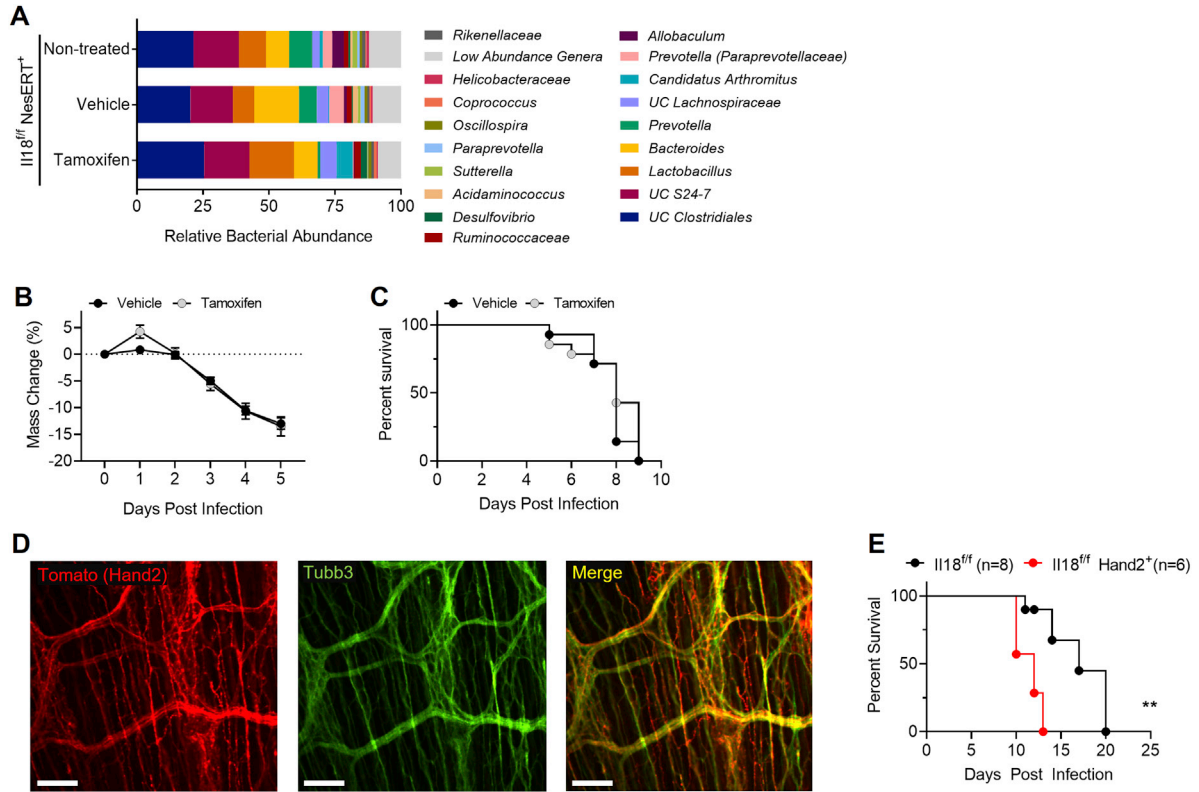 A
Il18f/f NesERT+
Non-treated
Vehicle
Tamoxifen
0 25 50 75 100
Relative Bacterial Abundance
Rikenellaceae
Low Abundance Genera
Helicobacteraceae
Coprococcus
Oscillospira
Paraprevotella
Sutterella
Acidaminococcus
Desulfovibrio
Ruminococcaceae
Allobaculum
Prevotella (Paraprevotellaceae)
Candidatus Arthromitus
UC Lachnospiraceae
Prevotella
Bacteroides
Lactobacillus
UC S24-7
UC Clostridiales
B
Vehicle Tamoxifen
Mass Change (%)
5
0
-5
-10
-15
-20
0 1 2 3 4 5
Days Post Infection
C
Vehicle Tamoxifen
Percent survival
100
50
0
0 2 4 6 8 10
Days Post Infection
D
Tomato (Hand2)
Tubb3
Merge
E
Il18f/f (n=8) Il18f/f Hand2+(n=6)
Percent Survival
100
50
0
**
0 5 10 15 20 25
Days Post Infection